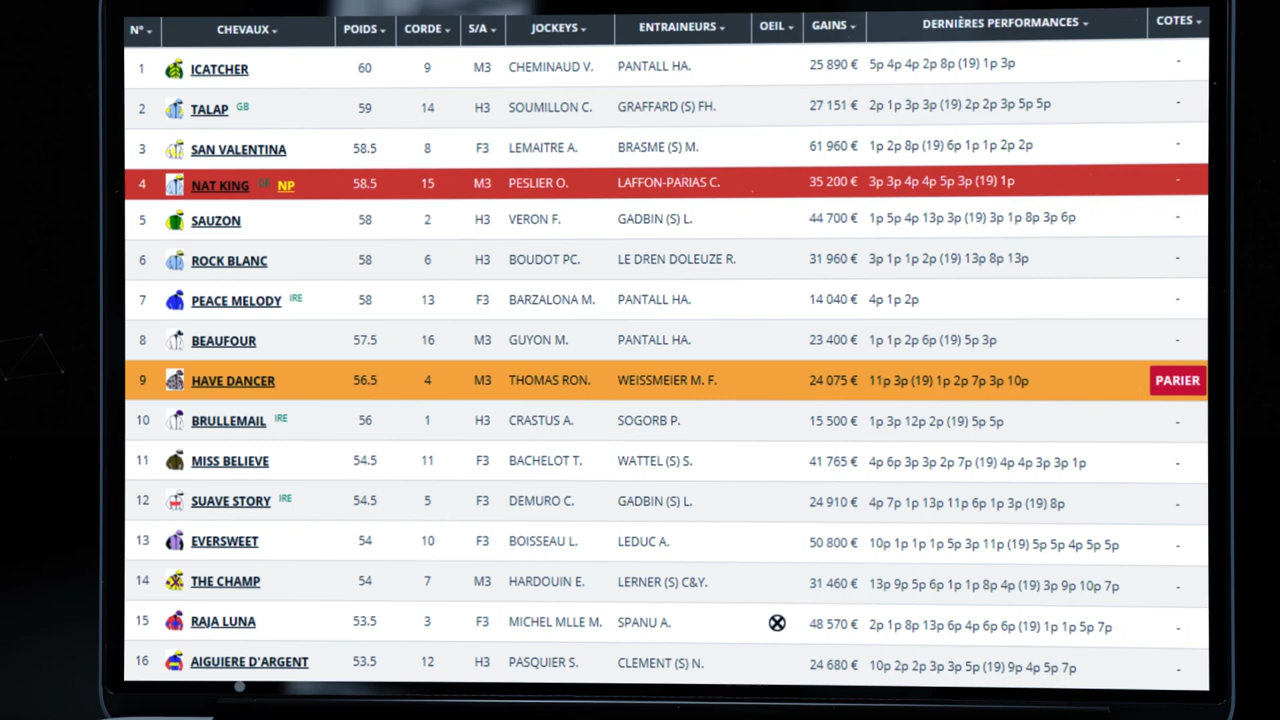 N° CHEVAUX POIDS CORDE S/A JOCKEYS ENTRAINEURS OEIL GAINS DERNIÈRES PERFORMANCES COTES
1 ICATCHER 60 9 M3 CHEMINAUD V. PANTALL HA. 25 890 € 5p 4p 4p 2p 8p (19) 1p 3p -
2 TALAP GB 59 14 H3 SOUMILLON C. GRAFFARD (S) FH. 27 151 € 2p 1p 3p 3p (19) 2p 2p 3p 5p 5p -
3 SAN VALENTINA 58.5 8 F3 LEMAITRE A. BRASME (S) M. 61 960 € 1p 2p 8p (19) 6p 1p 1p 2p 2p -
4 NAT KING GB NP 58.5 15 M3 PESLIER O. LAFFON-PARIAS C. 35 200 € 3p 3p 4p 4p 5p 3p (19) 1p -
5 SAUZON 58 2 H3 VERON F. GADBIN (S) L. 44 700 € 1p 5p 4p 13p 3p (19) 3p 1p 8p 3p 6p -
6 ROCK BLANC 58 6 H3 BOUDOT PC. LE DREN DOLEUZE R. 31 960 € 3p 1p 1p 2p (19) 13p 8p 13p -
7 PEACE MELODY IRE 58 13 F3 BARZALONA M. PANTALL HA. 14 040 € 4p 1p 2p -
8 BEAUFOUR 57.5 16 M3 GUYON M. PANTALL HA. 23 400 € 1p 1p 2p 6p (19) 5p 3p -
9 HAVE DANCER 56.5 4 M3 THOMAS RON. WEISSMEIER M. F. 24 075 € 11p 3p (19) 1p 2p 7p 3p 10p PARIER
10 BRULLEMAIL IRE 56 1 H3 CRASTUS A. SOGORB P. 15 500 € 1p 3p 12p 2p (19) 5p 5p -
11 MISS BELIEVE 54.5 11 F3 BACHELOT T. WATTEL (S) S. 41 765 € 4p 6p 3p 3p 2p 7p (19) 4p 4p 3p 3p 1p -
12 SUAVE STORY IRE 54.5 5 F3 DEMURO C. GADBIN (S) L. 24 910 € 4p 7p 1p 13p 11p 6p 1p 3p (19) 8p -
13 EVERSWEET 54 10 F3 BOISSEAU L. LEDUC A. 50 800 € 10p 1p 1p 1p 5p 3p 11p (19) 5p 5p 4p 5p 5p -
14 THE CHAMP 54 7 M3 HARDOUIN E. LERNER (S) C&Y. 31 460 € 13p 9p 5p 6p 1p 1p 8p 4p (19) 3p 9p 10p 7p -
15 RAJA LUNA 53.5 3 F3 MICHEL MLLE M. SPANU A. 48 570 € 2p 1p 8p 13p 6p 4p 6p 6p (19) 1p 1p 5p 7p -
16 AIGUIERE D'ARGENT 53.5 12 H3 PASQUIER S. CLEMENT (S) N. 24 680 € 10p 2p 2p 3p 3p 5p (19) 9p 4p 5p 7p -